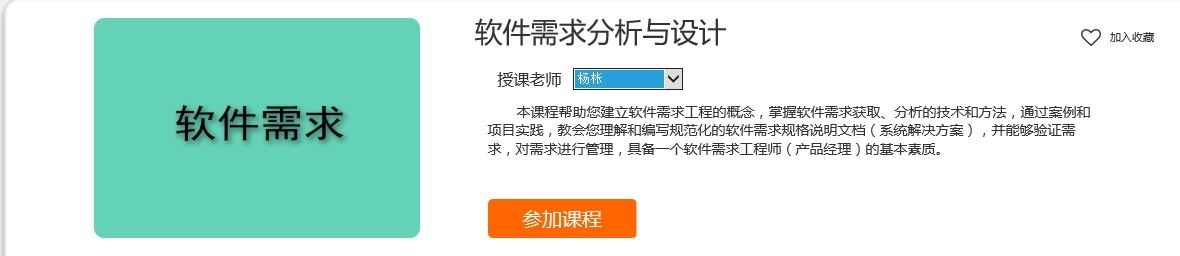 软件需求
软件需求分析与设计
加入收藏
授课老师 杨枨
本课程帮助您建立软件需求工程的概念，掌握软件需求获取、分析的技术和方法，通过案例和
项目实践，教会您理解和编写规范化的软件需求规格说明文档（系统解决方案），并能够验证需
求，对需求进行管理，具备一个软件需求工程师（产品经理）的基本素质。
参加课程